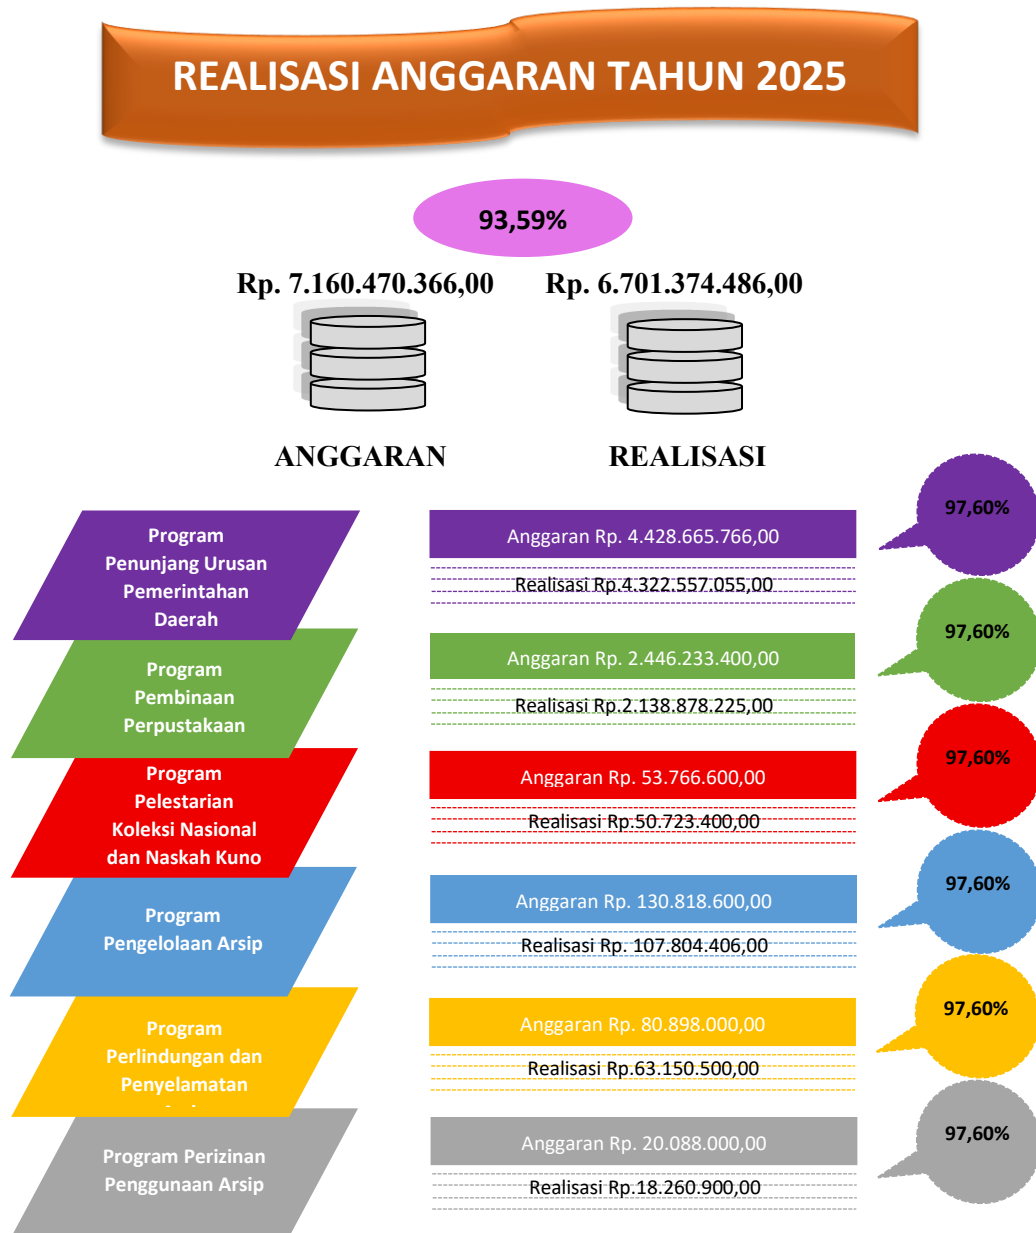 REALISASI ANGGARAN TAHUN 2025
93,59%
Rp. 7.160.470.366,00
Rp. 6.701.374.486,00
ANGGARAN
REALISASI
Program
Penunjang Urusan
Pemerintahan
Daerah
Anggaran Rp. 4.428.665.766,00
Realisasi Rp.4.322.557.055,00
97,60%
Program
Pembinaan
Perpustakaan
Anggaran Rp. 2.446.233.400,00
Realisasi Rp.2.138.878.225,00
97,60%
Program
Pelestarian
Koleksi Nasional
dan Naskah Kuno
Anggaran Rp. 53.766.600,00
Realisasi Rp.50.723.400,00
97,60%
Program
Pengelolaan Arsip
Anggaran Rp. 130.818.600,00
Realisasi Rp. 107.804.406,00
97,60%
Program
Perlindungan dan
Penyelamatan
Anggaran Rp. 80.898.000,00
Realisasi Rp.63.150.500,00
97,60%
Program Perizinan
Penggunaan Arsip
Anggaran Rp. 20.088.000,00
Realisasi Rp.18.260.900,00
97,60%